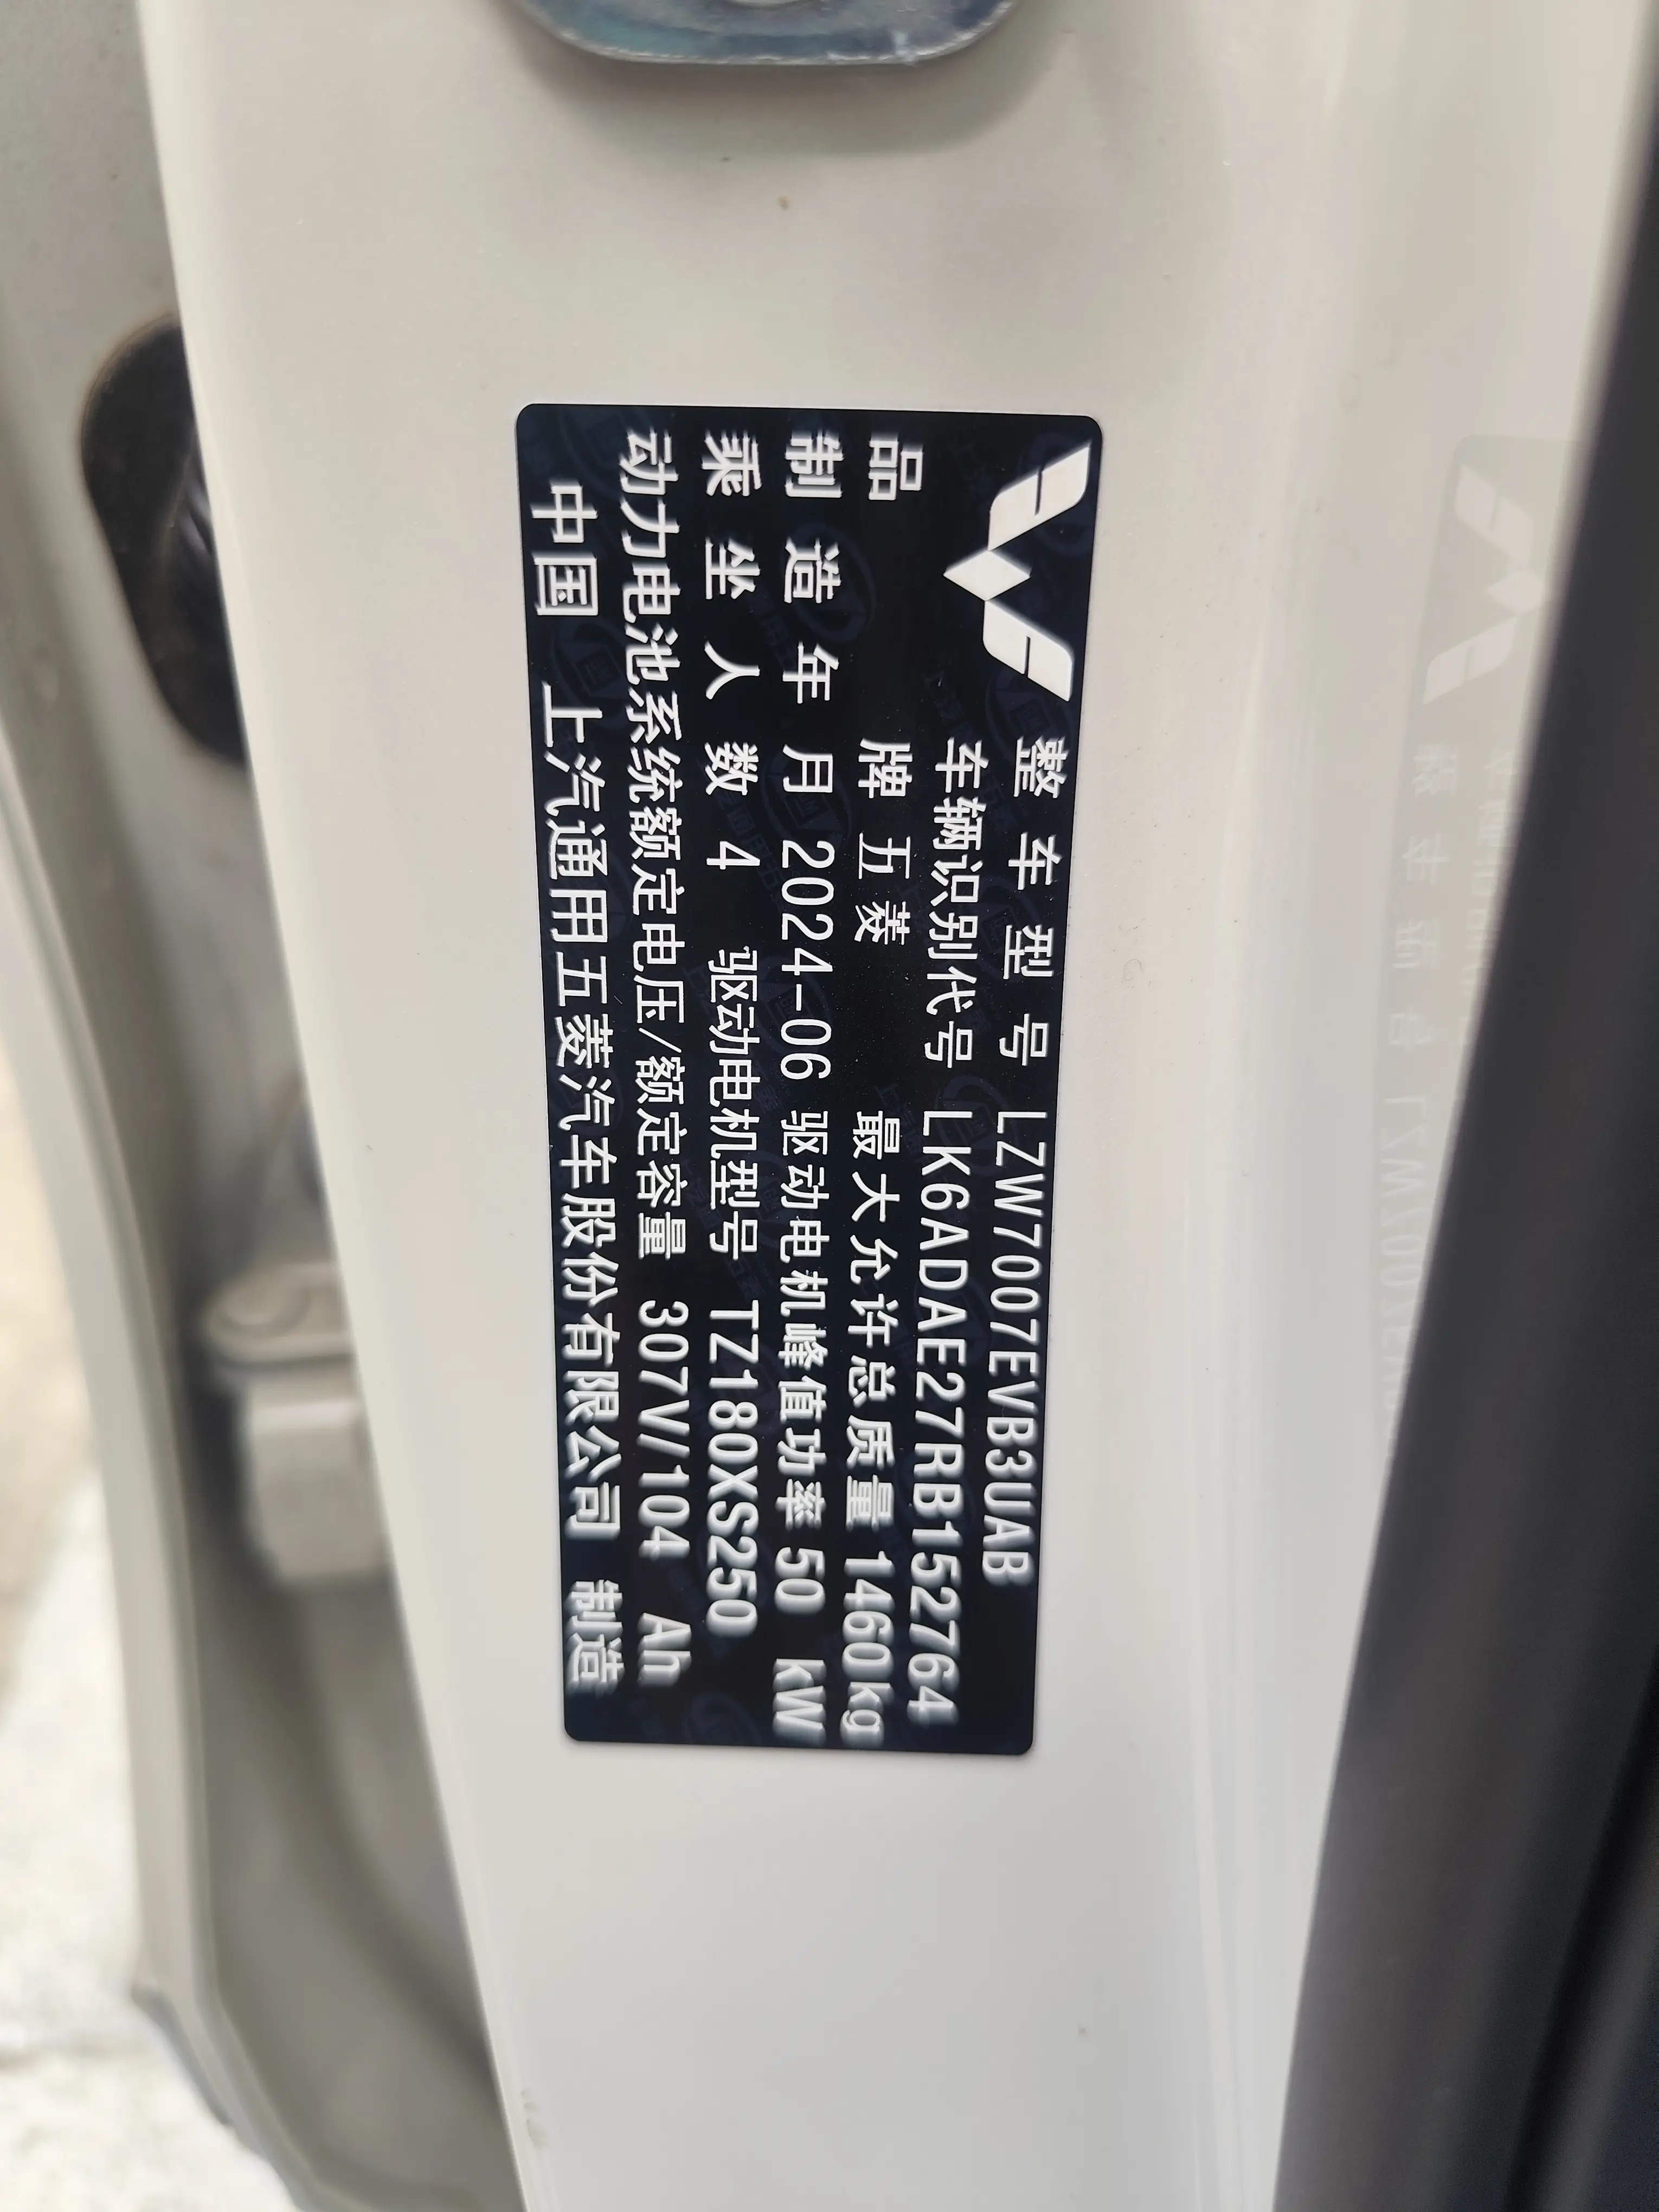 整车型号 LZW7007EVB3UAB
车辆识别代号 LK6ADAE27RB152764
品牌 五菱 最大允许总质量 1460kg
制造年月 2024-06 驱动电机峰值功率 50 kW
乘坐人数 4 驱动电机型号 TZ180XS250
动力电池系统额定电压/额定容量 307V/104 Ah
中国 上汽通用五菱汽车股份有限公司 制造